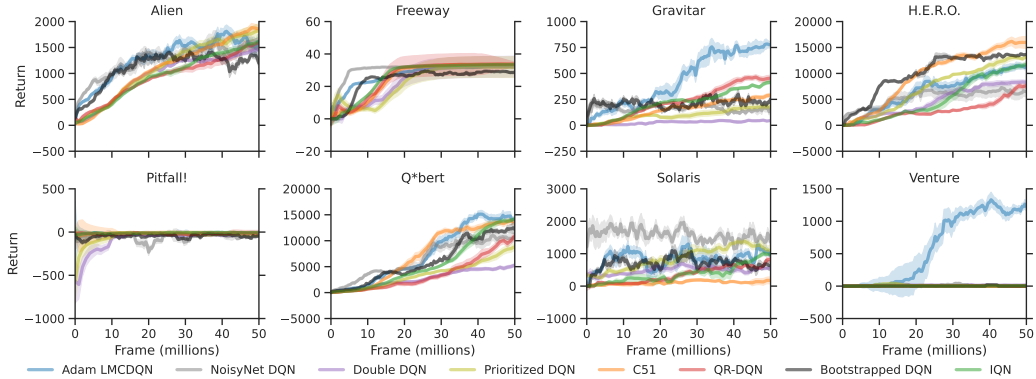 Alien Freeway Gravitar H.E.R.O.
2000 60 1000 20000
1500 40 750 15000
1000 20 500 10000
500 0 250 5000
0 −20 0 0
−500 −250 −5000
Return
Pitfall! Q*bert Solaris Venture
500 20000 3000 1500
0 15000 2000 1000
−500 10000 1000 500
−1000 5000 0 0
0 −1000 −500
−5000
Return
0 10 20 30 40 50 0 10 20 30 40 50 0 10 20 30 40 50 0 10 20 30 40 50
Frame (millions) Frame (millions) Frame (millions) Frame (millions)
Adam LMCDQN NoisyNet DQN Double DQN Prioritized DQN C51 QR-DQN Bootstrapped DQN IQN